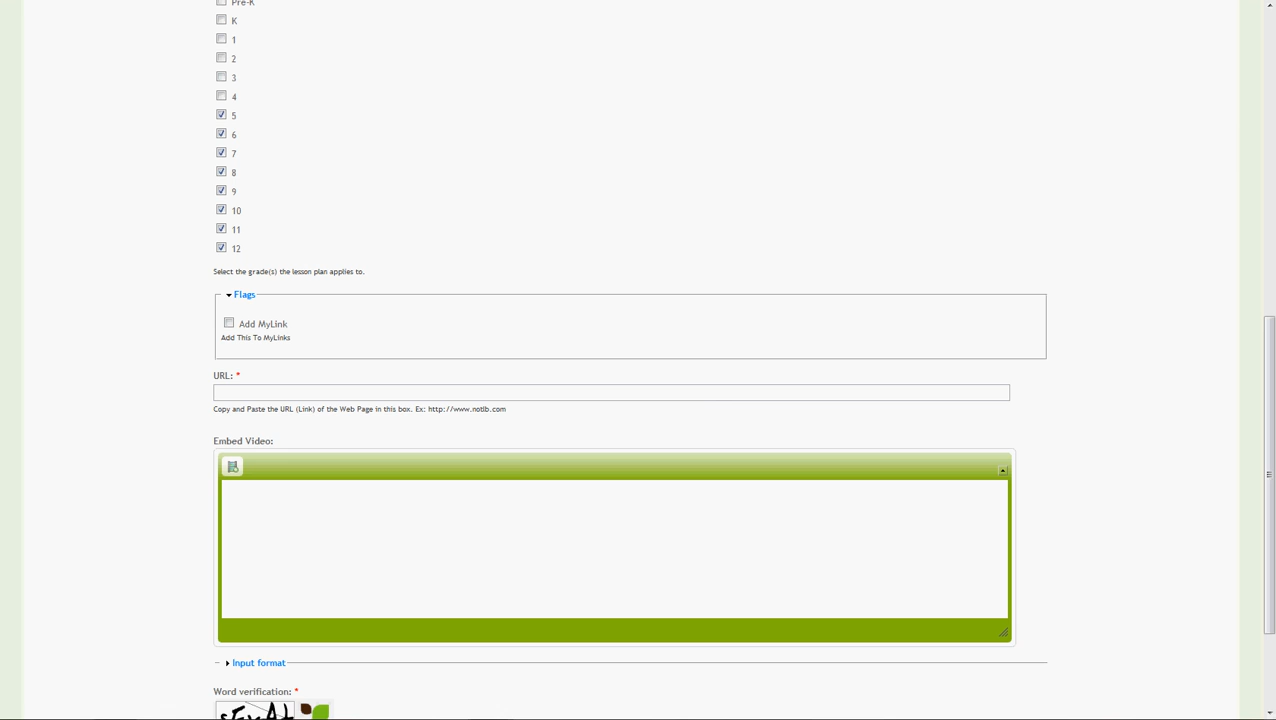 Pre-K
K
1
2
3
4
5
6
7
8
9
10
11
12
Select the grade(s) the lesson plan applies to.
Flags
Add MyLink
Add This To MyLinks
URL: *
Copy and Paste the URL (Link) of the Web Page in this box. Ex: http://www.notlb.com
Embed Video:
Input format
Word verification: *